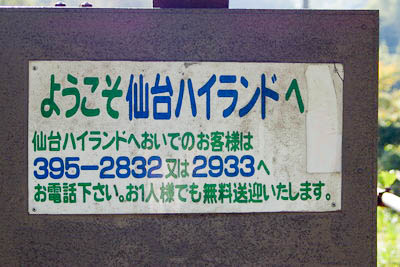 ようこそ仙台ハイランドへ
仙台ハイランドへおいでのお客様は
395-2832又は2933へ
お電話下さい。お1人様でも無料送迎いたします。